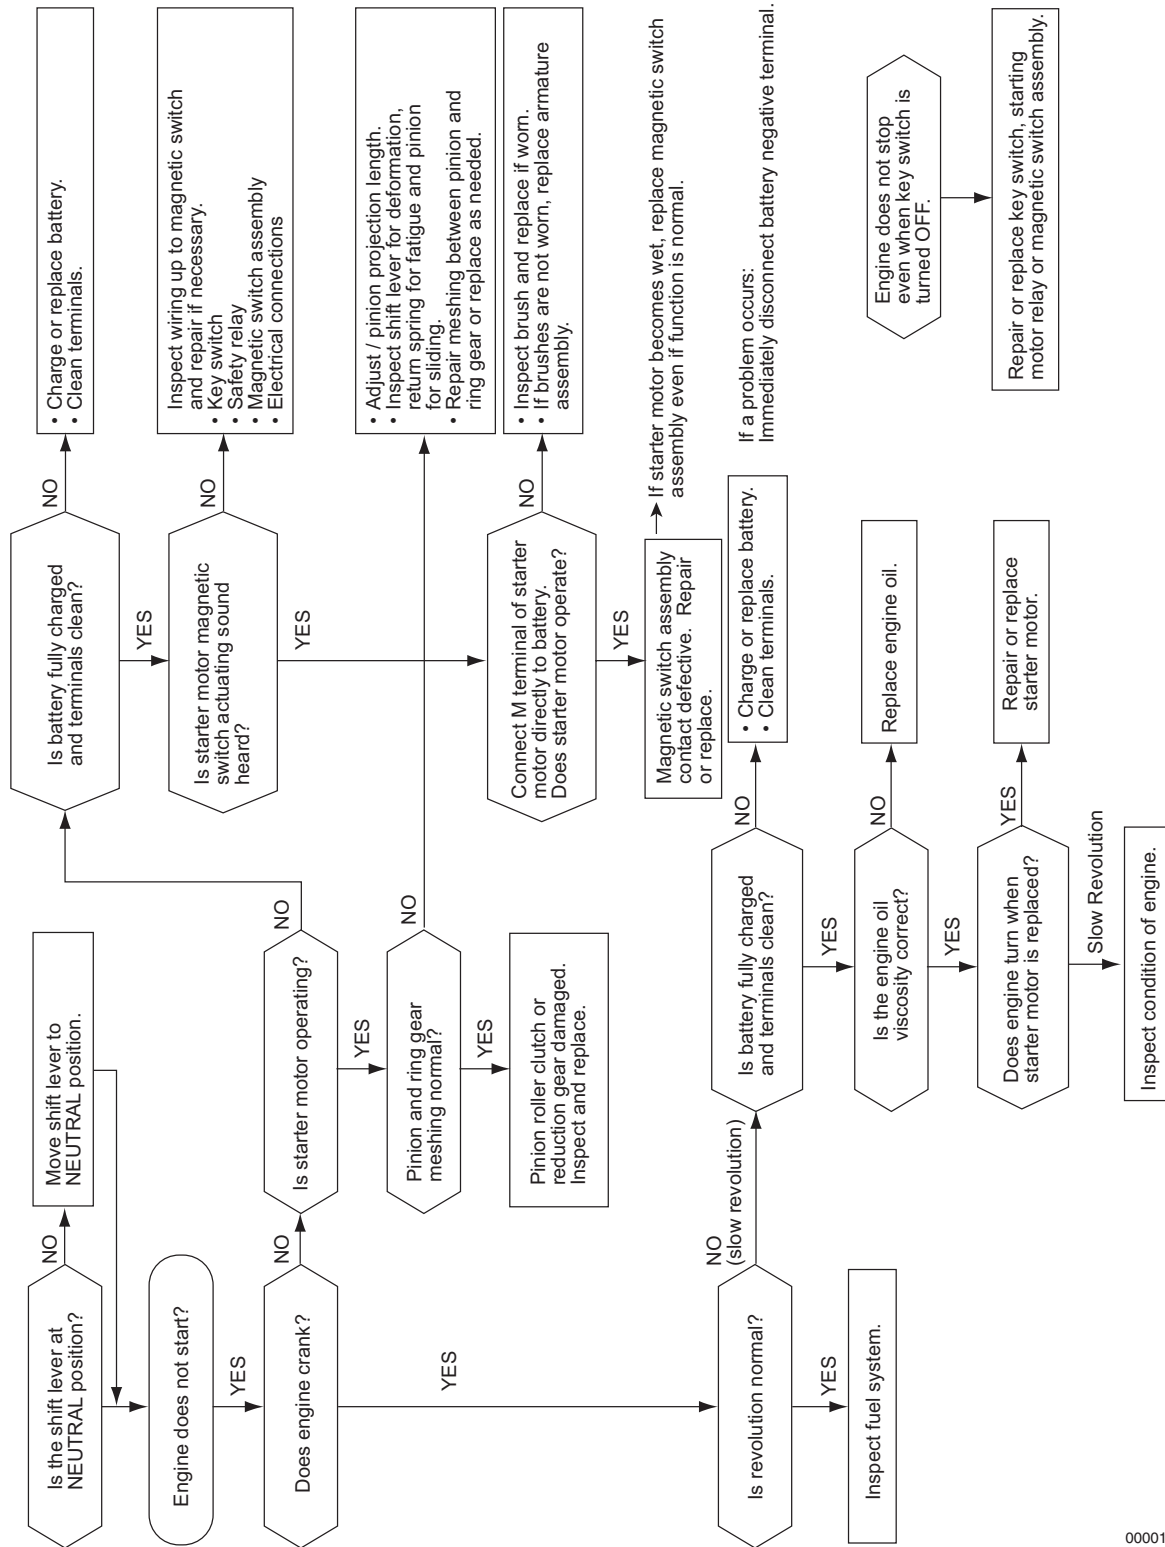 Is the shift lever at
NEUTRAL position?
NO
Move shift lever to
NEUTRAL position.
Engine does not start?
YES
Does engine crank?
NO
Is starter motor operating?
NO
Is battery fully charged
and terminals clean?
NO
• Charge or replace battery.
• Clean terminals.
YES
Is starter motor magnetic
switch actuating sound
heard?
NO
Inspect wiring up to magnetic switch
and repair if necessary.
• Key switch
• Safety relay
• Magnetic switch assembly
• Electrical connections
YES
YES
Pinion and ring gear
meshing normal?
NO
• Adjust / pinion projection length.
• Inspect shift lever for deformation,
return spring for fatigue and pinion
for sliding.
• Repair meshing between pinion and
ring gear or replace as needed.
YES
Pinion roller clutch or
reduction gear damaged.
Inspect and replace.
Connect M terminal of starter
motor directly to battery.
Does starter motor operate?
NO
• Inspect brush and replace if worn.
• If brushes are not worn, replace armature
assembly.
YES
Magnetic switch assembly
contact defective. Repair
or replace.
If starter motor becomes wet, replace magnetic switch
assembly even if function is normal.
YES
Is revolution normal?
NO
(slow revolution)
Is battery fully charged
and terminals clean?
NO
• Charge or replace battery.
• Clean terminals.
If a problem occurs:
Immediately disconnect battery negative terminal.
YES
Inspect fuel system.
YES
Is the engine oil
viscosity correct?
NO
Replace engine oil.
YES
Does engine turn when
starter motor is replaced?
YES
Repair or replace
starter motor.
Slow Revolution
Inspect condition of engine.
Engine does not stop
even when key switch is
turned OFF.
Repair or replace key switch, starting
motor relay or magnetic switch assembly.
00001